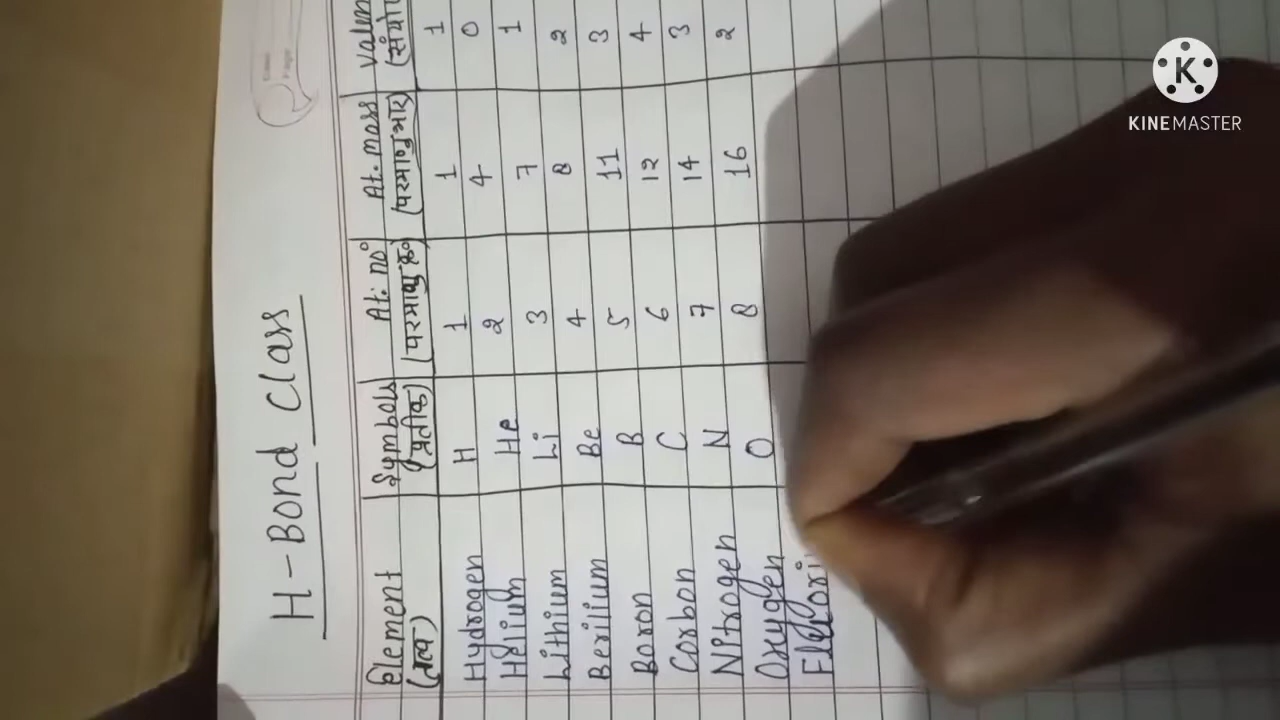 H-Bond Class
Element Symbols At. no° At. mass Valen
(तत्व) (प्रतीक) (परमाणु क्र०) (परमाणु भार) (संयो
Hydrogen H 1 1 1
Helium He 2 4 0
Lithium Li 3 7 1
Berilium Be 4 8 2
Boron B 5 11 3
Corbon C 6 12 4
Nitrogen N 7 14 3
Oxygen O 8 16 2
Fluori
KINEMASTER